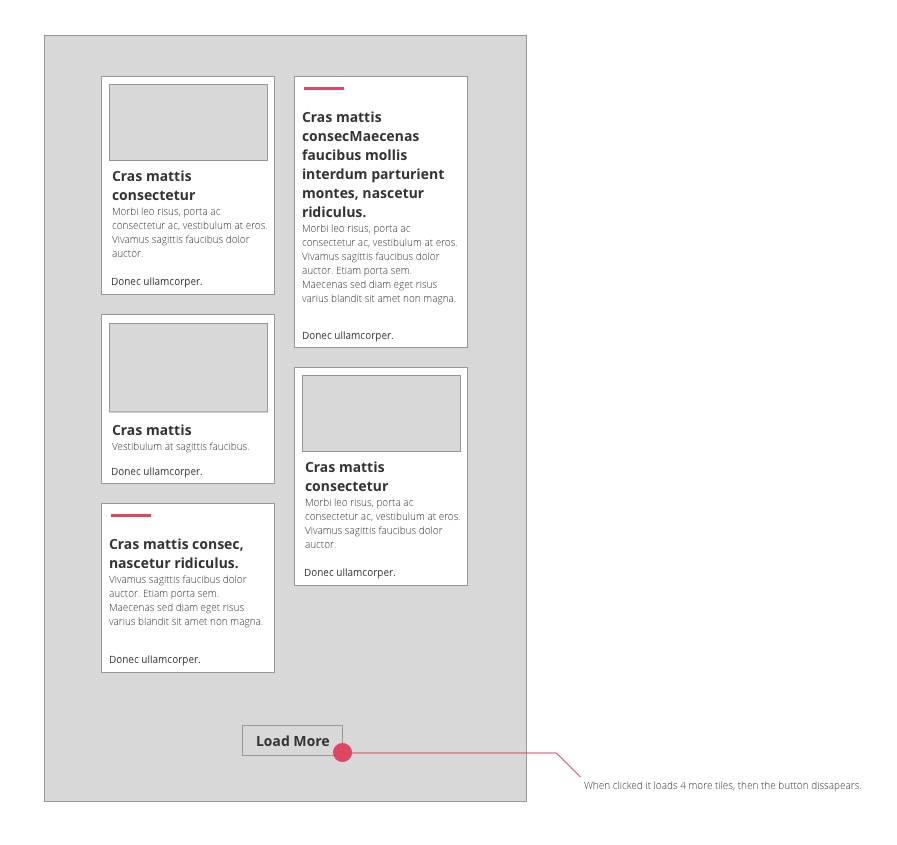 Cras mattis
consectetur
Morbi leo risus, porta ac
consectetur ac, vestibulum at eros.
Vivamus sagittis faucibus dolor
auctor.
Donec ullamcorper.
Cras mattis
Vestibulum at sagittis faucibus.
Donec ullamcorper.
Cras mattis consec,
nascetur ridiculus.
Vivamus sagittis faucibus dolor
auctor. Etiam porta sem.
Maecenas sed diam eget risus
varius blandit sit amet non magna.
Donec ullamcorper.
Cras mattis
consecMaecenas
faucibus mollis
interdum parturient
montes, nascetur
ridiculus.
Morbi leo risus, porta ac
consectetur ac, vestibulum at eros.
Vivamus sagittis faucibus dolor
auctor. Etiam porta sem.
Maecenas sed diam eget risus
varius blandit sit amet non magna.
Donec ullamcorper.
Cras mattis
consectetur
Morbi leo risus, porta ac
consectetur ac, vestibulum at eros.
Vivamus sagittis faucibus dolor
auctor.
Donec ullamcorper.
Load More
When clicked it loads 4 more tiles, then the button dissapears.